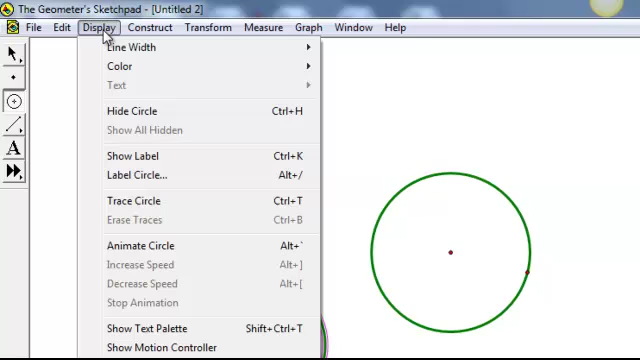 The Geometer's Sketchpad - [Untitled 2]
File Edit Display Construct Transform Measure Graph Window Help
Line Width
Color
Text
Hide Circle Ctrl+H
Show All Hidden
Show Label Ctrl+K
Label Circle... Alt+/
Trace Circle Ctrl+T
Erase Traces Ctrl+B
Animate Circle Alt+`
Increase Speed Alt+]
Decrease Speed Alt+[
Stop Animation
Show Text Palette Shift+Ctrl+T
Show Motion Controller
A